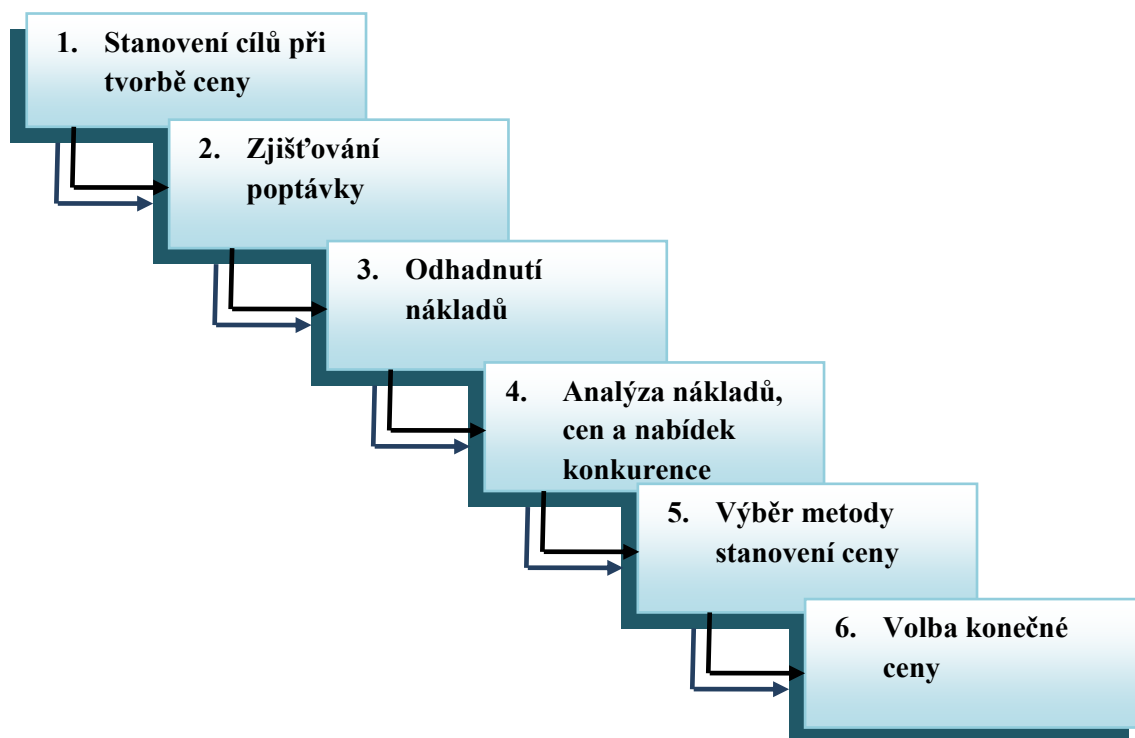 1. Stanovení cílů při
tvorbě ceny
2. Zjišťování
poptávky
3. Odhadnutí
nákladů
4. Analýza nákladů,
cen a nabídek
konkurence
5. Výběr metody
stanovení ceny
6. Volba konečné
ceny